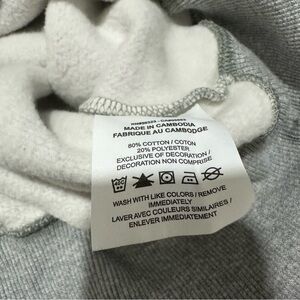 MADE IN CAMBODIA
FABRIQUE AU CAMBODGE
80% COTTON / COTON
20% POLYESTER
EXCLUSIVE OF DECORATION /
DECORATION NON COMPRISE
WASH WITH LIKE COLORS / REMOVE
IMMEDIATELY
LAVER AVEC COULEURS SIMILAIRES /
ENLEVER IMMEDIATEMENT